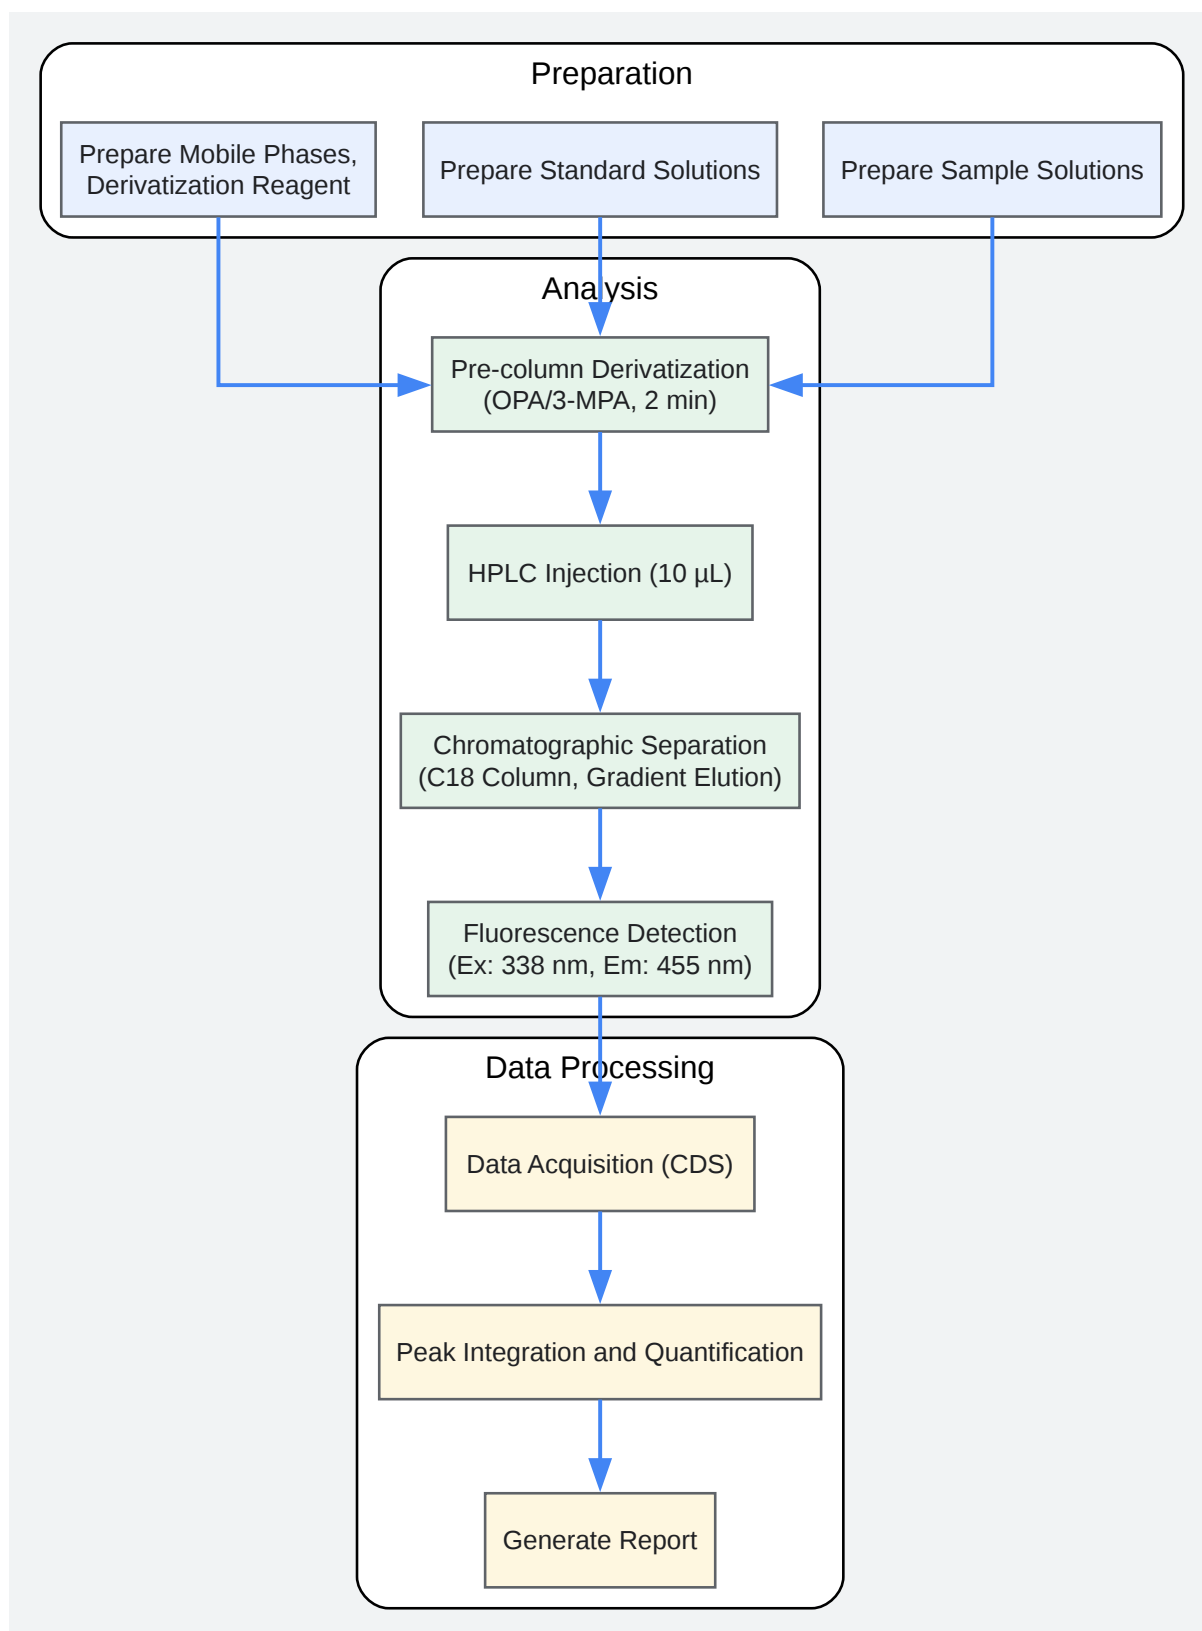 Preparation
Prepare Mobile Phases,
Derivatization Reagent
Prepare Standard Solutions
Prepare Sample Solutions
Analysis
Pre-column Derivatization
(OPA/3-MPA, 2 min)
HPLC Injection (10 µL)
Chromatographic Separation
(C18 Column, Gradient Elution)
Fluorescence Detection
(Ex: 338 nm, Em: 455 nm)
Data Processing
Data Acquisition (CDS)
Peak Integration and Quantification
Generate Report